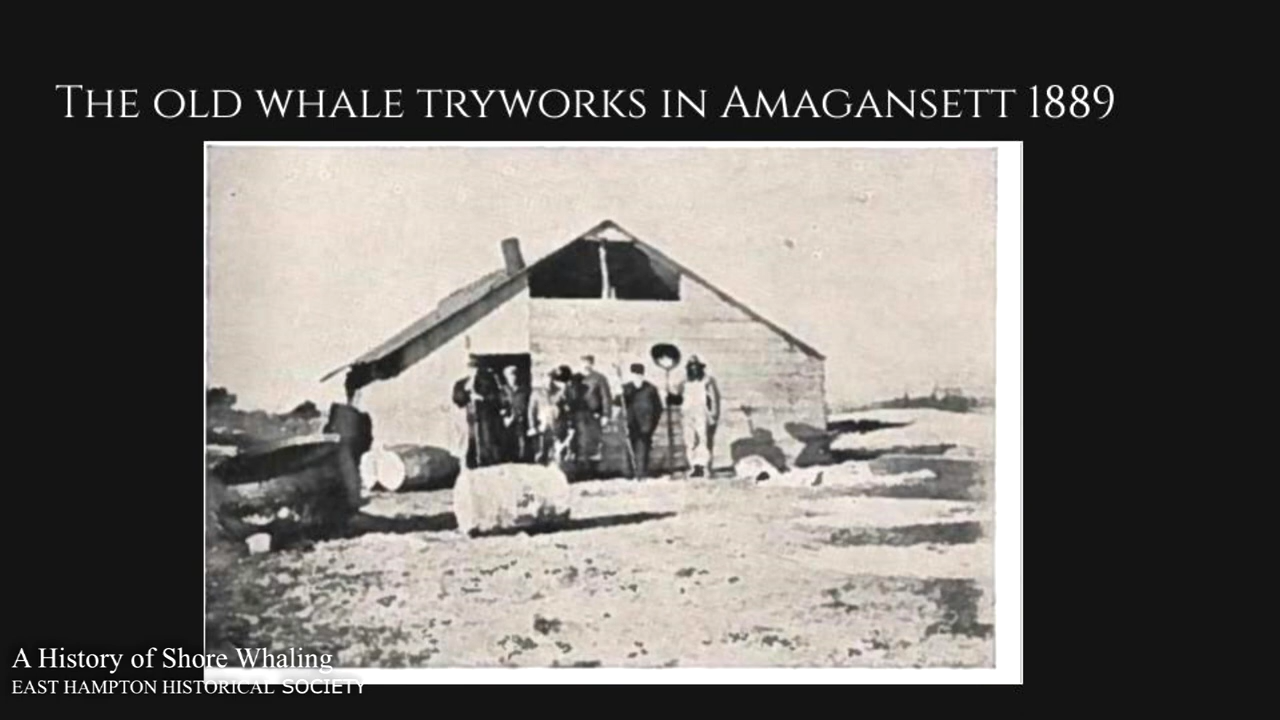 The old whale tryworks in Amagansett 1889
A History of Shore Whaling
EAST HAMPTON HISTORICAL SOCIETY